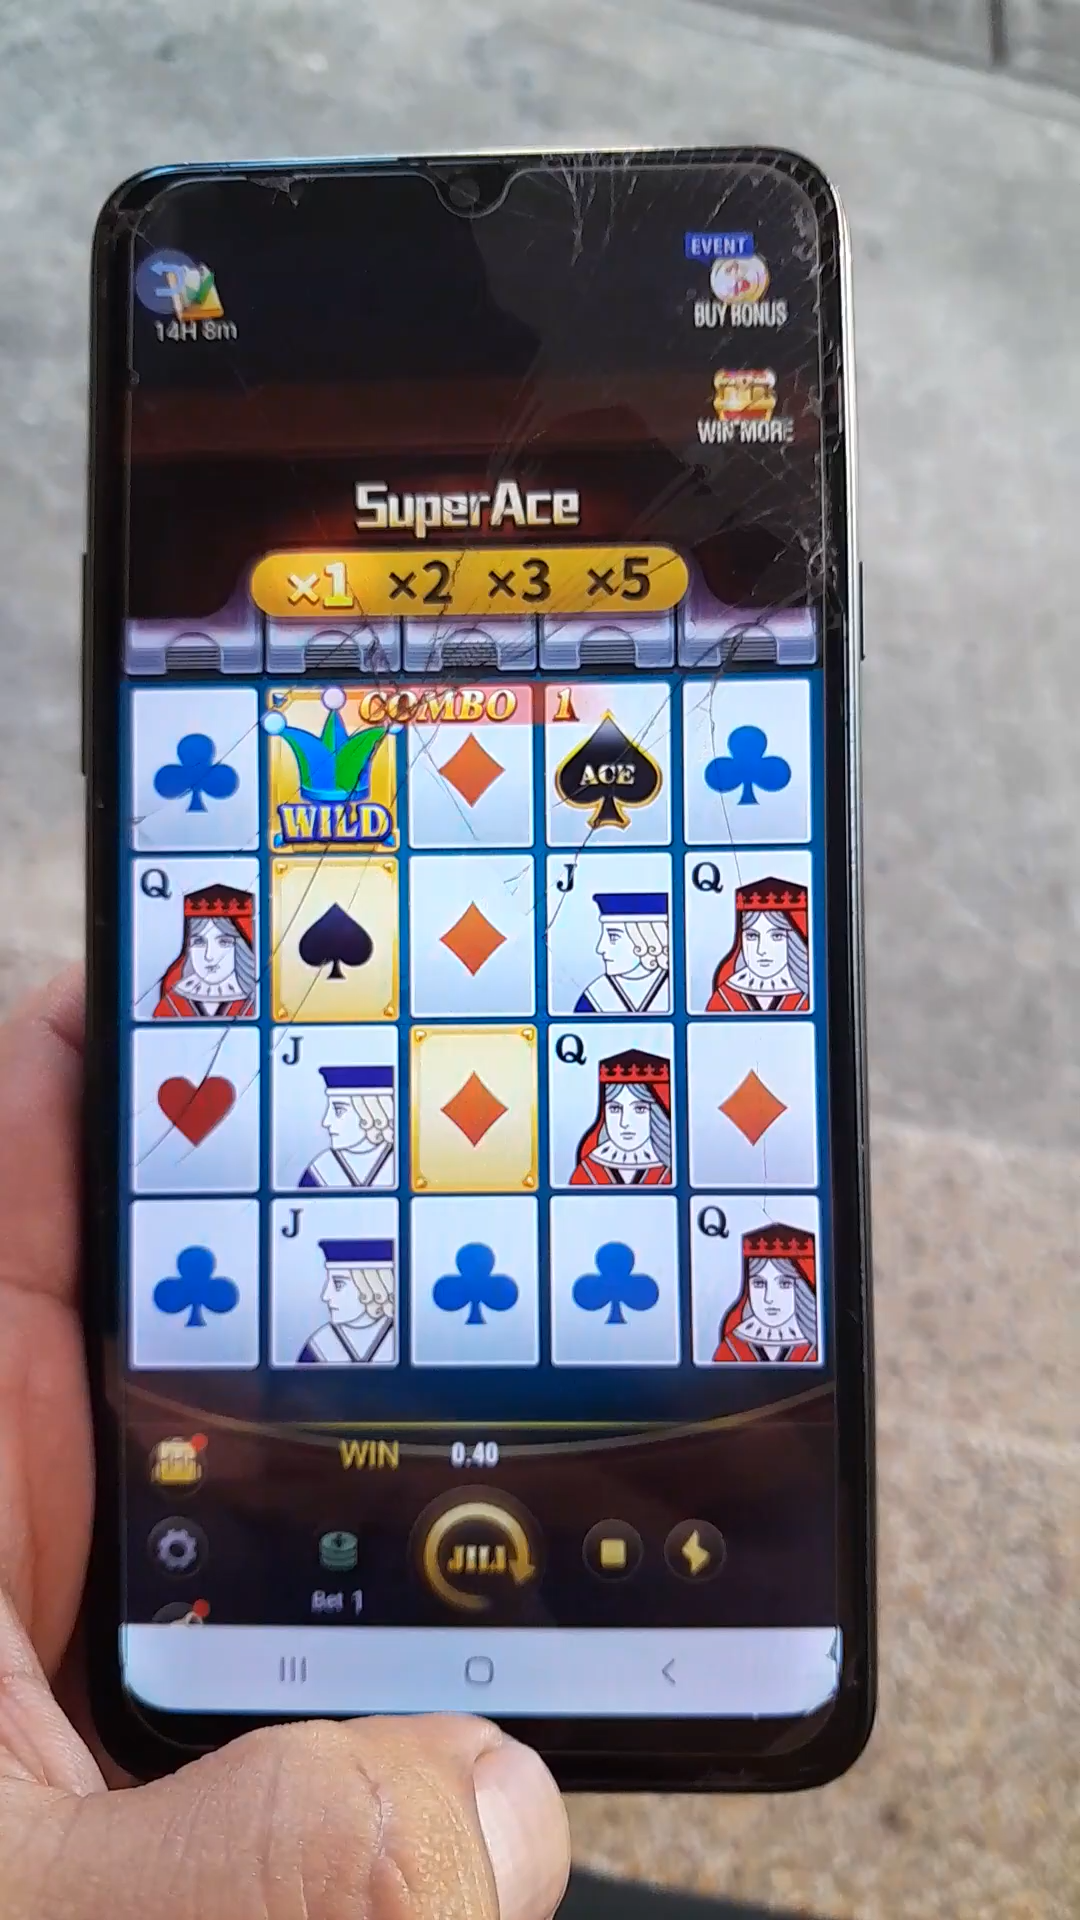 EVENT
BUY BONUS
14H 8m
WIN MORE
SuperAce
×1 ×2 ×3 ×5
COMBO 1
WILD
ACE
Q
J
Q
J
Q
J
Q
WIN 0.40
JILI
Bet 1